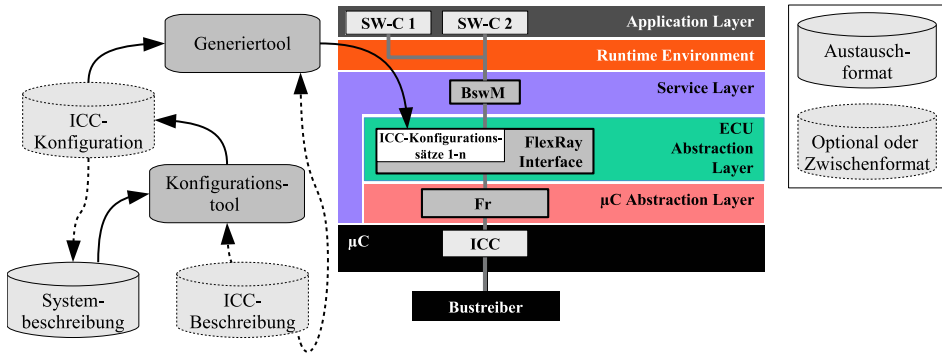 Generiertool
ICC-
Konfiguration
Konfigurations-
tool
System-
beschreibung
ICC-
Beschreibung
SW-C 1
SW-C 2
Application Layer
Runtime Environment
BswM
Service Layer
ICC-Konfigurations-
sätze 1-n
FlexRay
Interface
ECU
Abstraction
Layer
Fr
µC Abstraction Layer
µC
ICC
Bustreiber
Austausch-
format
Optional oder
Zwischenformat